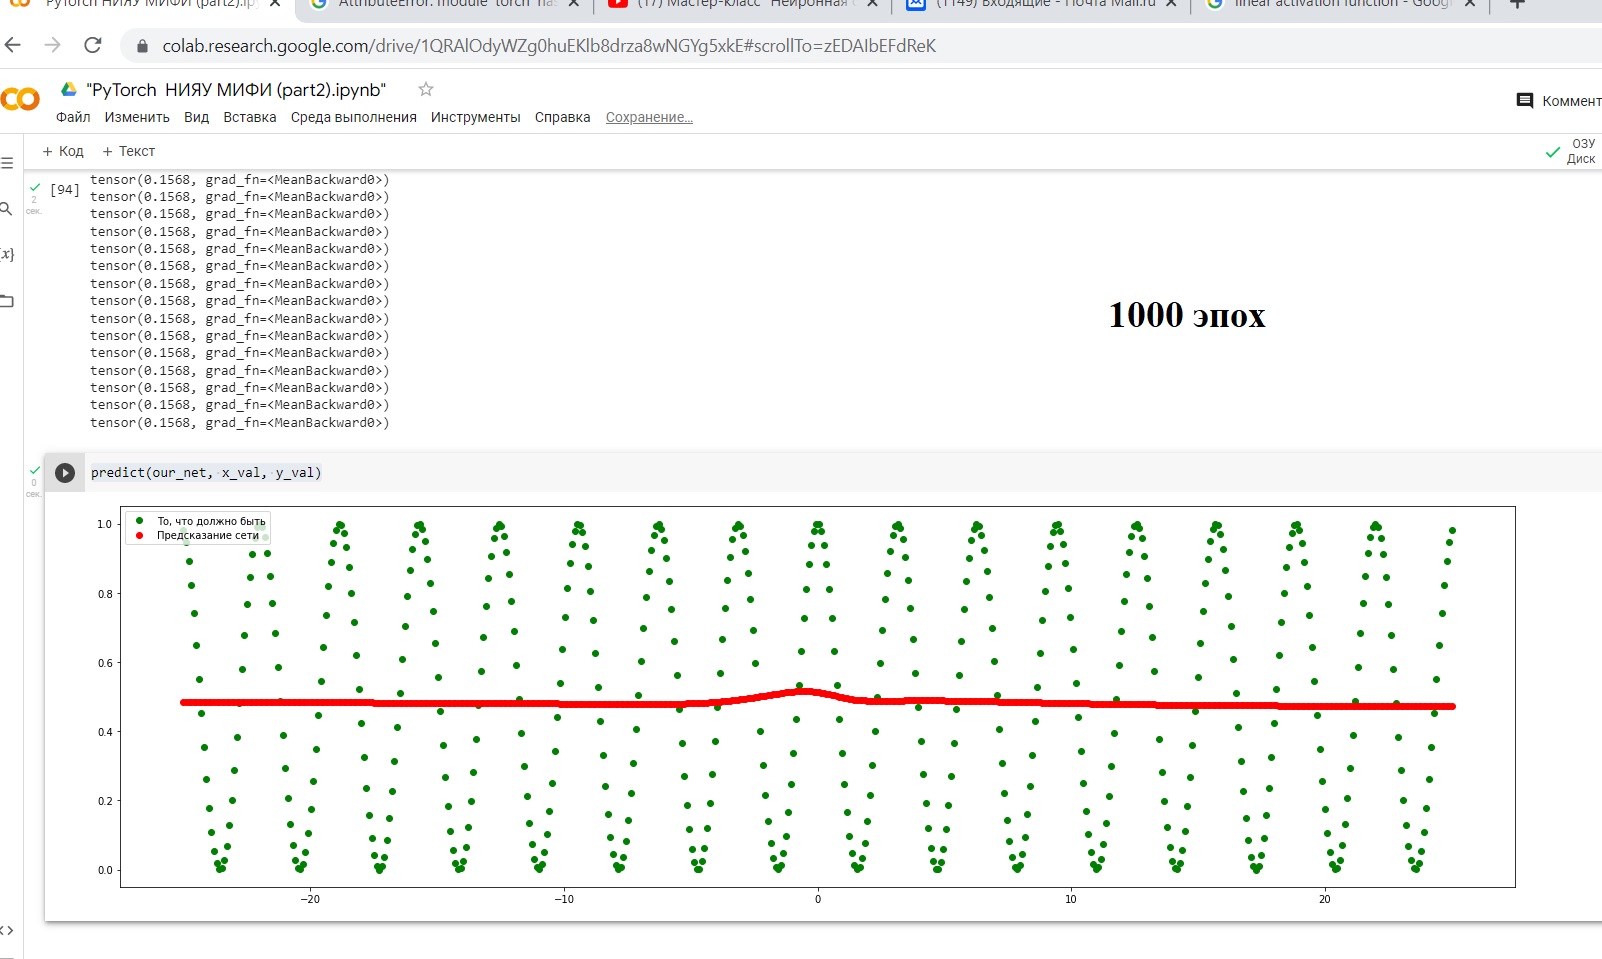 "PyTorch НИЯУ МИФИ (part2).ip
AttributeError: module 'torch' has
(17) Мастер-класс "Нейронная
(1149) Входящие - Почта Mail.ru
linear activation function - Goog
colab.research.google.com/drive/1QRAlOdyWZg0huEKlb8drza8wNGYg5xkE#scrollTo=zEDAIbEFdReK
"PyTorch НИЯУ МИФИ (part2).ipynb"
Коммент
Файл Изменить Вид Вставка Среда выполнения Инструменты Справка Сохранение...
+ Код + Текст
ОЗУ
Диск
tensor(0.1568, grad_fn=<MeanBackward0>)
[94]
2
сек.
tensor(0.1568, grad_fn=<MeanBackward0>)
tensor(0.1568, grad_fn=<MeanBackward0>)
tensor(0.1568, grad_fn=<MeanBackward0>)
tensor(0.1568, grad_fn=<MeanBackward0>)
tensor(0.1568, grad_fn=<MeanBackward0>)
tensor(0.1568, grad_fn=<MeanBackward0>)
tensor(0.1568, grad_fn=<MeanBackward0>)
tensor(0.1568, grad_fn=<MeanBackward0>)
tensor(0.1568, grad_fn=<MeanBackward0>)
tensor(0.1568, grad_fn=<MeanBackward0>)
tensor(0.1568, grad_fn=<MeanBackward0>)
tensor(0.1568, grad_fn=<MeanBackward0>)
tensor(0.1568, grad_fn=<MeanBackward0>)
tensor(0.1568, grad_fn=<MeanBackward0>)
1000 эпох
{x}
0
сек.
predict(our_net, x_val, y_val)
То, что должно быть
Предсказание сети
1.0
0.8
0.6
0.4
0.2
0.0
−20 −10 0 10 20